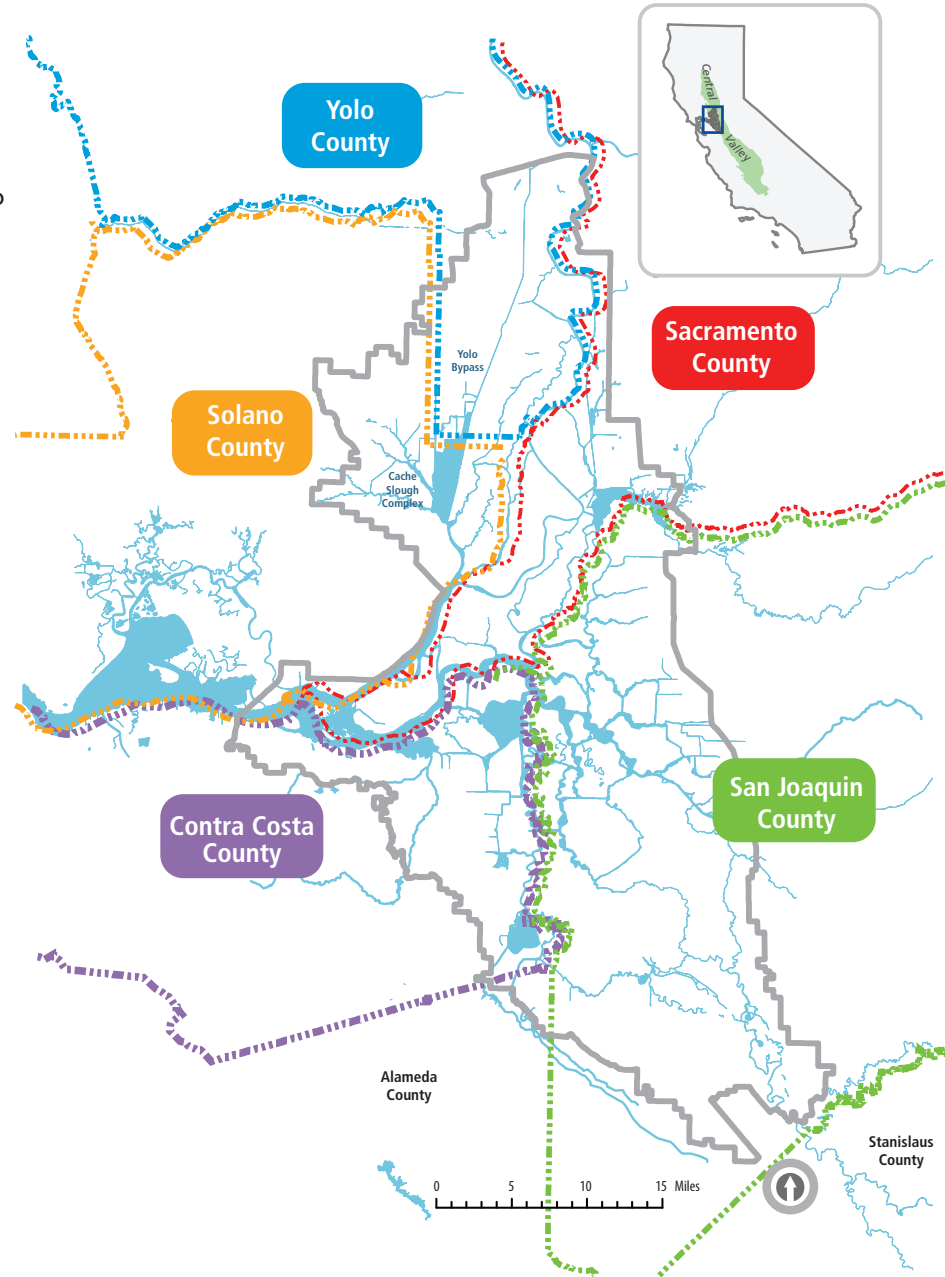 Yolo
County
Central
Valley
Sacramento
County
Yolo
Bypass
Solano
County
Cache
Slough
Complex
San Joaquin
County
Contra Costa
County
Alameda
County
Stanislaus
County
0 5 10 15 Miles